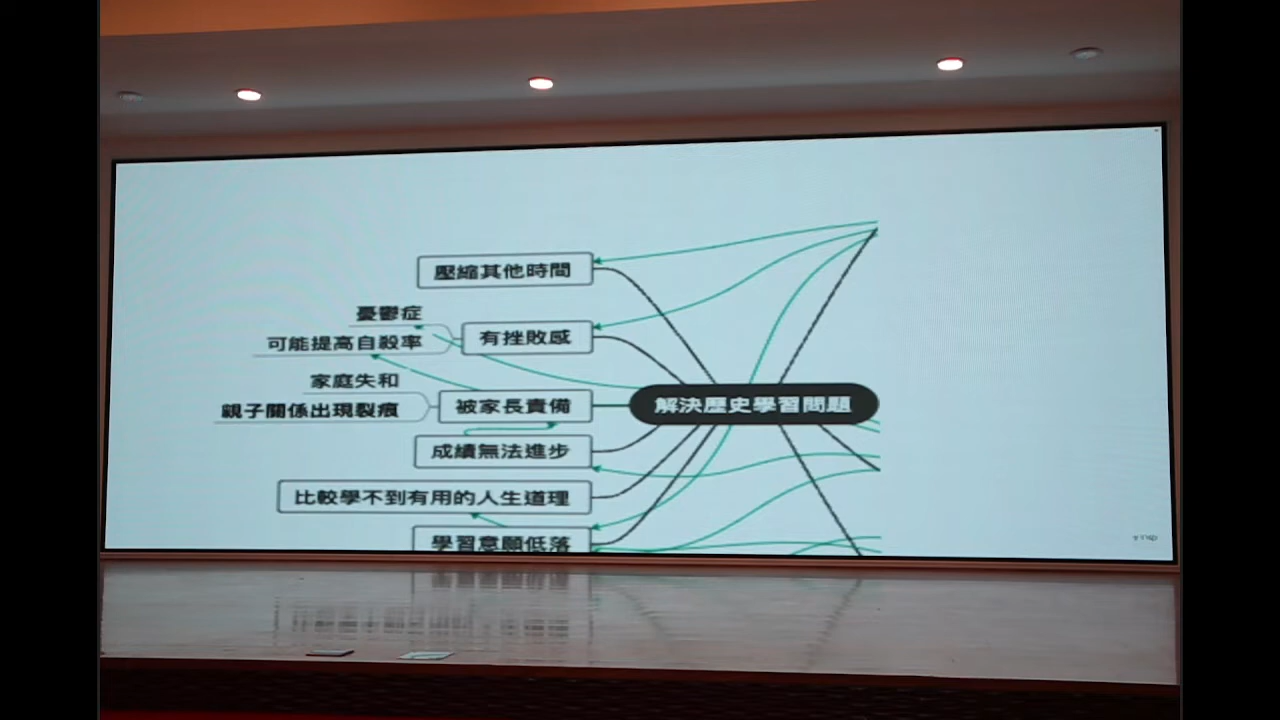 壓縮其他時間
憂鬱症
有挫敗感
可能提高自殺率
家庭失和
被家長責備
親子關係出現裂痕
解決歷史學習問題
成績無法進步
比較學不到有用的人生道理
學習意願低落